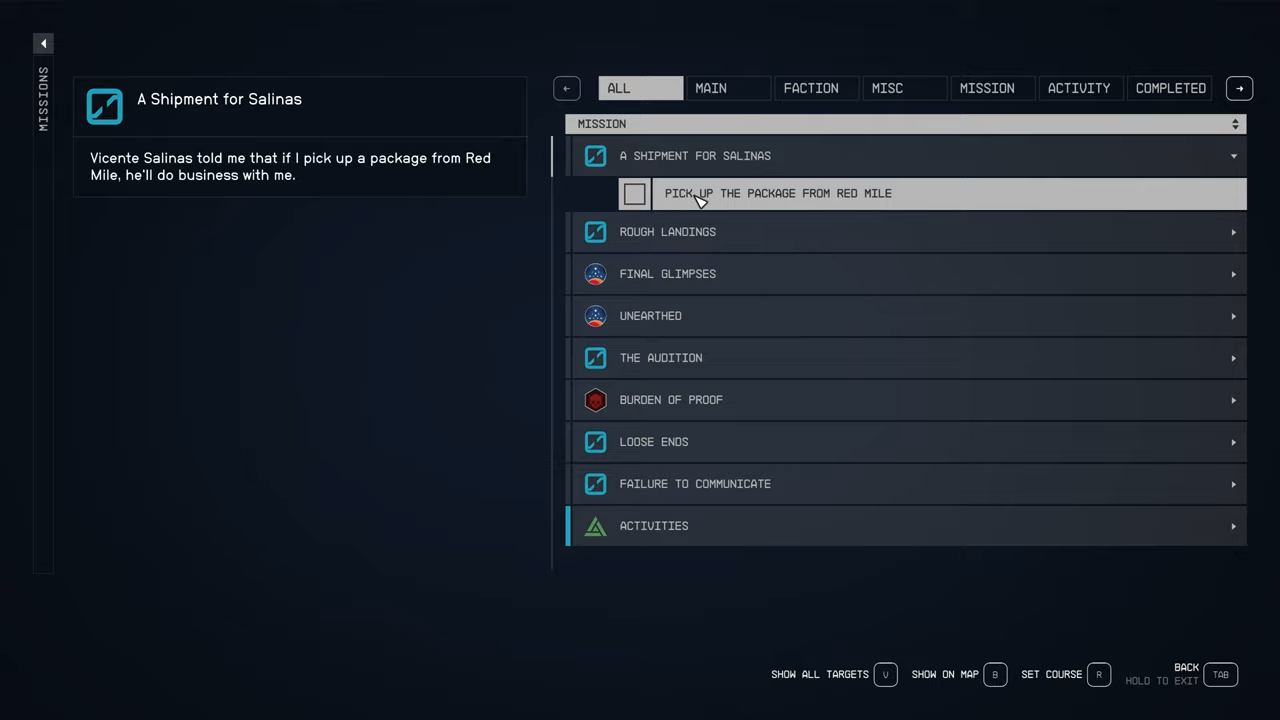 MISSIONS
A Shipment for Salinas
Vicente Salinas told me that if I pick up a package from Red
Mile, he'll do business with me.
ALL MAIN FACTION MISC MISSION ACTIVITY COMPLETED
MISSION
A SHIPMENT FOR SALINAS
PICK UP THE PACKAGE FROM RED MILE
ROUGH LANDINGS
FINAL GLIMPSES
UNEARTHED
THE AUDITION
BURDEN OF PROOF
LOOSE ENDS
FAILURE TO COMMUNICATE
ACTIVITIES
SHOW ALL TARGETS V SHOW ON MAP B SET COURSE R BACK TAB
HOLD TO EXIT